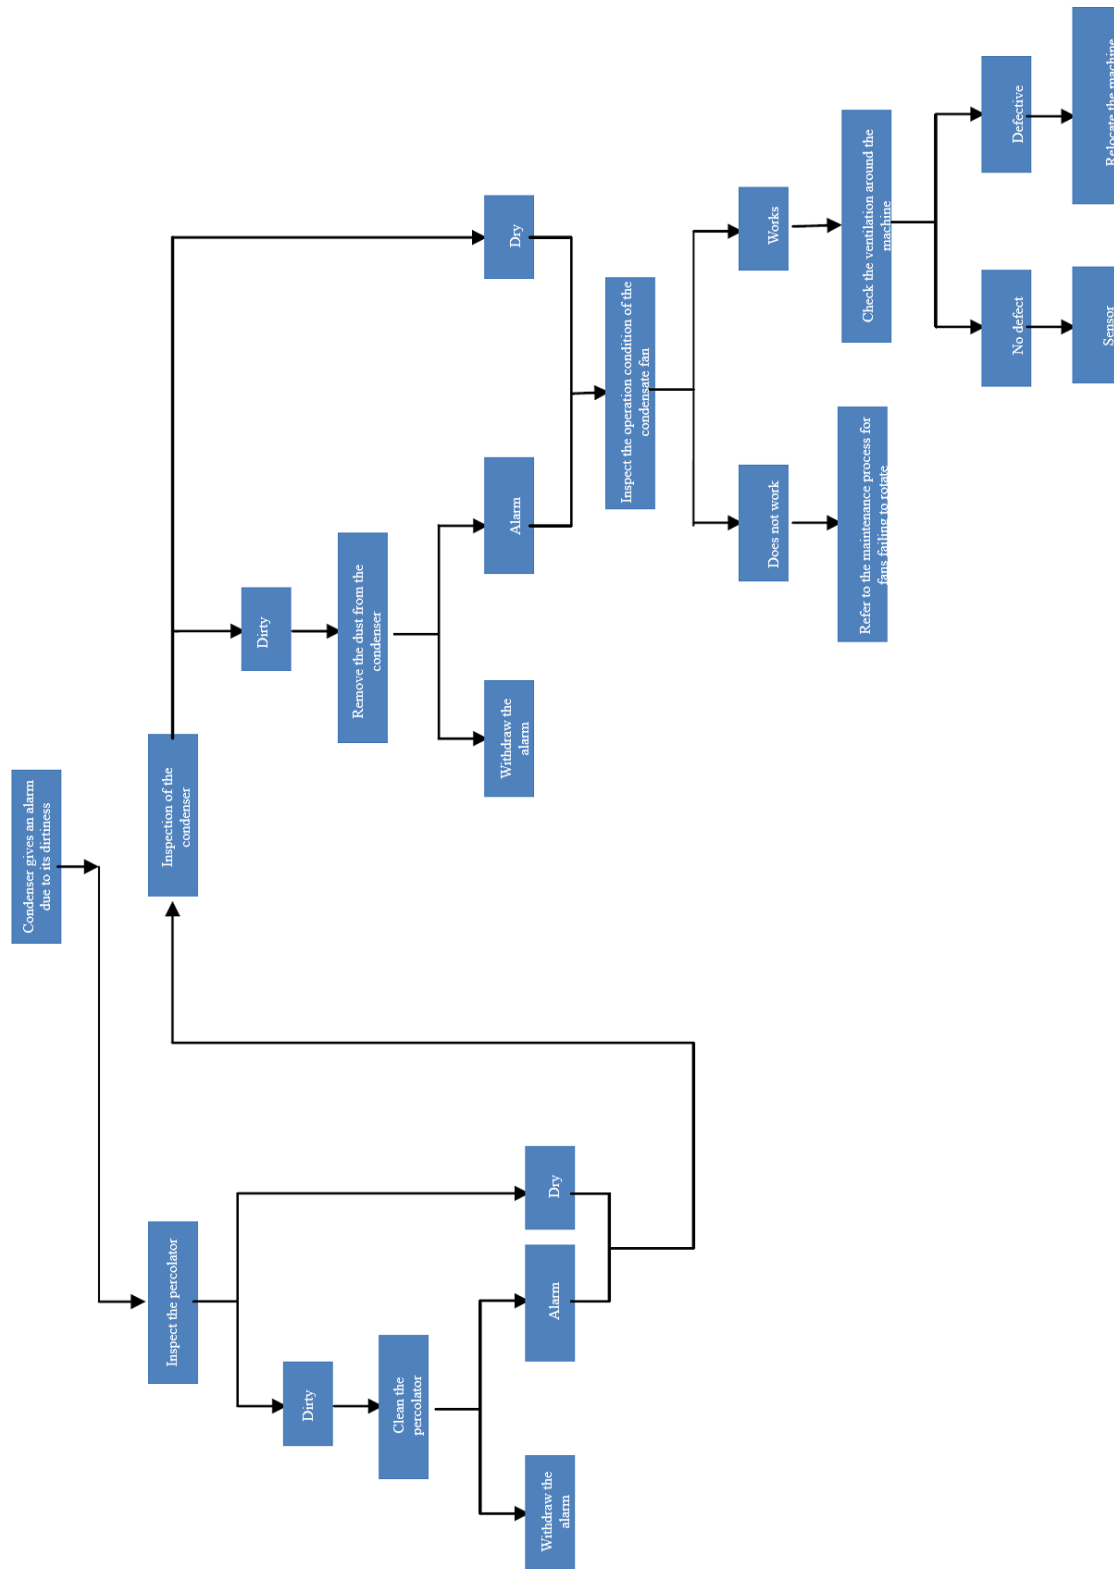 Condenser gives an alarm
due to its dirtiness
Inspect the percolator
Dirty
Clean the
percolator
Withdraw the
alarm
Alarm
Dry
Inspection of the
condenser
Dirty
Remove the dust from the
condenser
Withdraw the
alarm
Alarm
Dry
Inspect the operation condition of the
condensate fan
Does not work
Refer to the maintenance process for
fans failing to rotate
Works
Check the ventilation around the
machine
No defect
Sensor
Defective
Relocate the machine